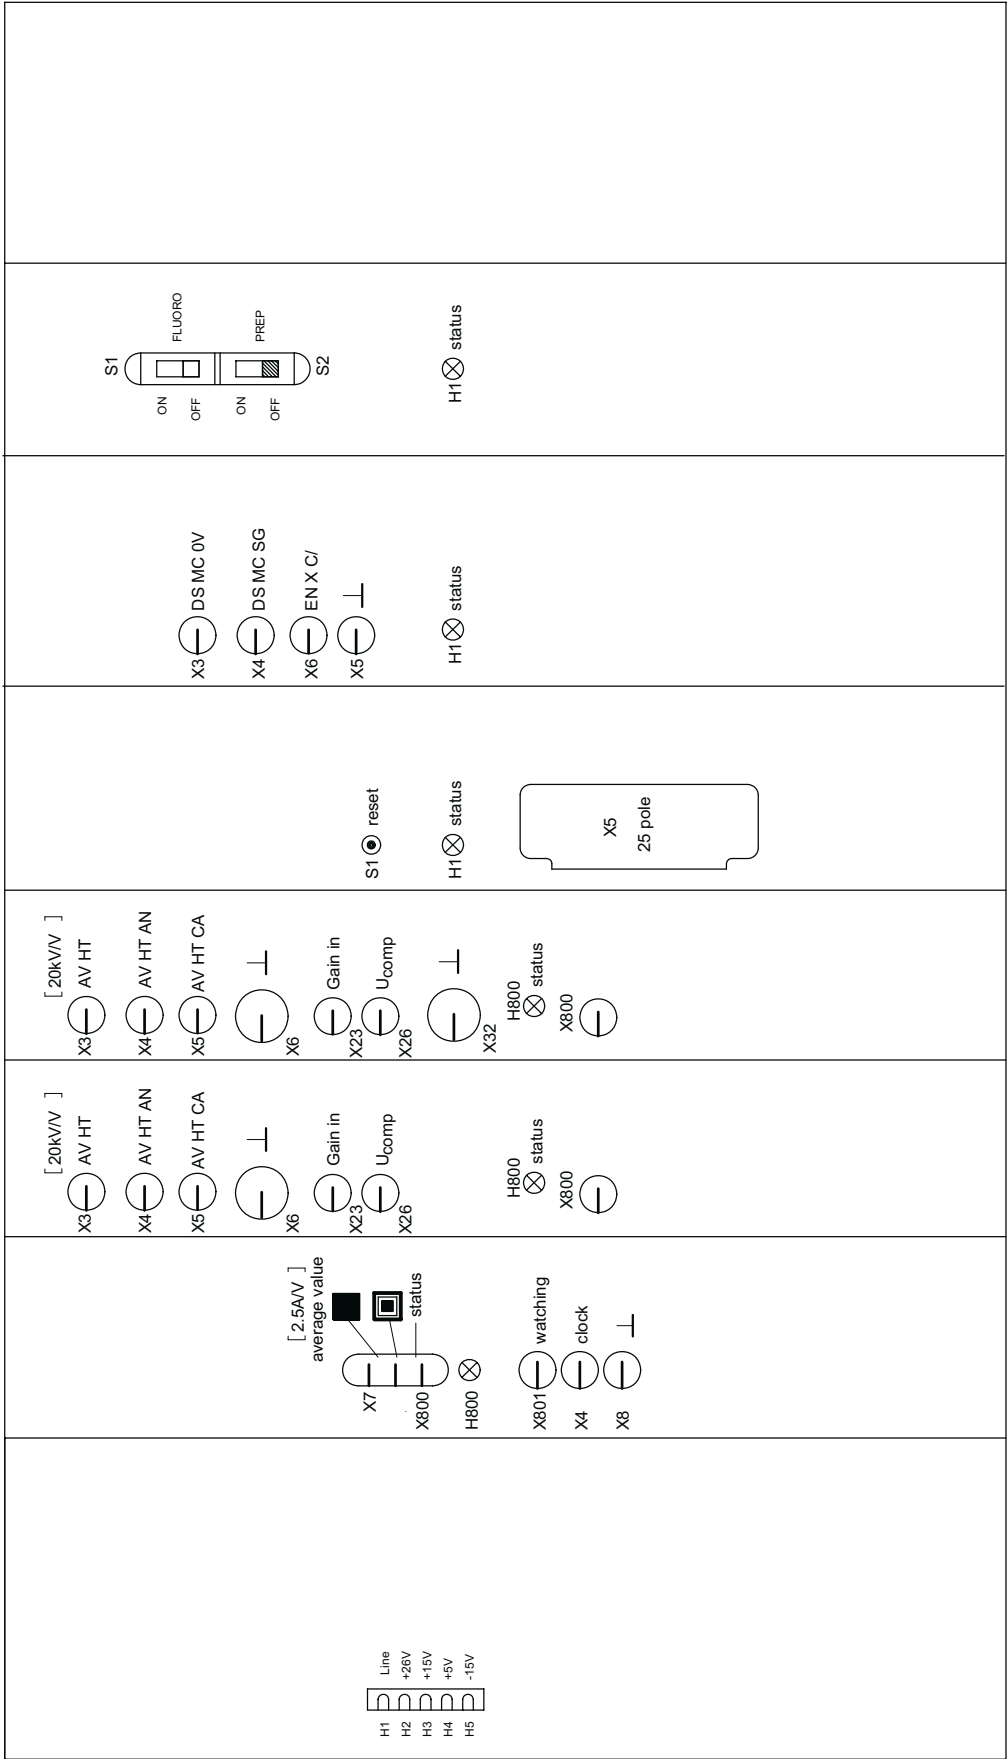 S1
FLUORO
ON
OFF
PREP
ON
OFF
S2
H1 status
X3 DS MC 0V
X4 DS MC SG
X6 EN X C/
X5
H1 status
S1 reset
H1 status
X5
25 pole
[ 20kV/V ]
X3 AV HT
X4 AV HT AN
X5 AV HT CA
X6
X23 Gain in
X26 Ucomp
X32
H800 status
X800
[ 20kV/V ]
X3 AV HT
X4 AV HT AN
X5 AV HT CA
X6
X23 Gain in
X26 Ucomp
H800 status
X800
[ 2.5A/V ]
average value
X7
X800 status
H800
X801 watching
X4 clock
X8
H1 Line
H2 +26V
H3 +15V
H4 +5V
H5 -15V